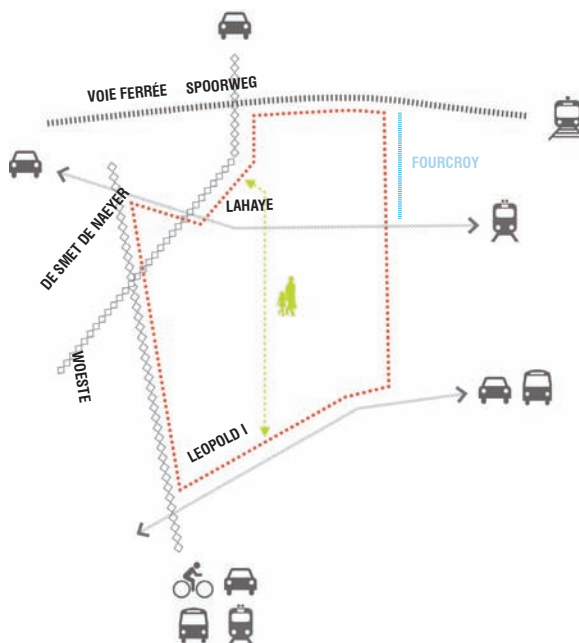 VOIE FERRÉE SPOORWEG
FOURCROY
LAHAYE
DE SMET DE NAEYER
WOESTE
LEOPOLD I